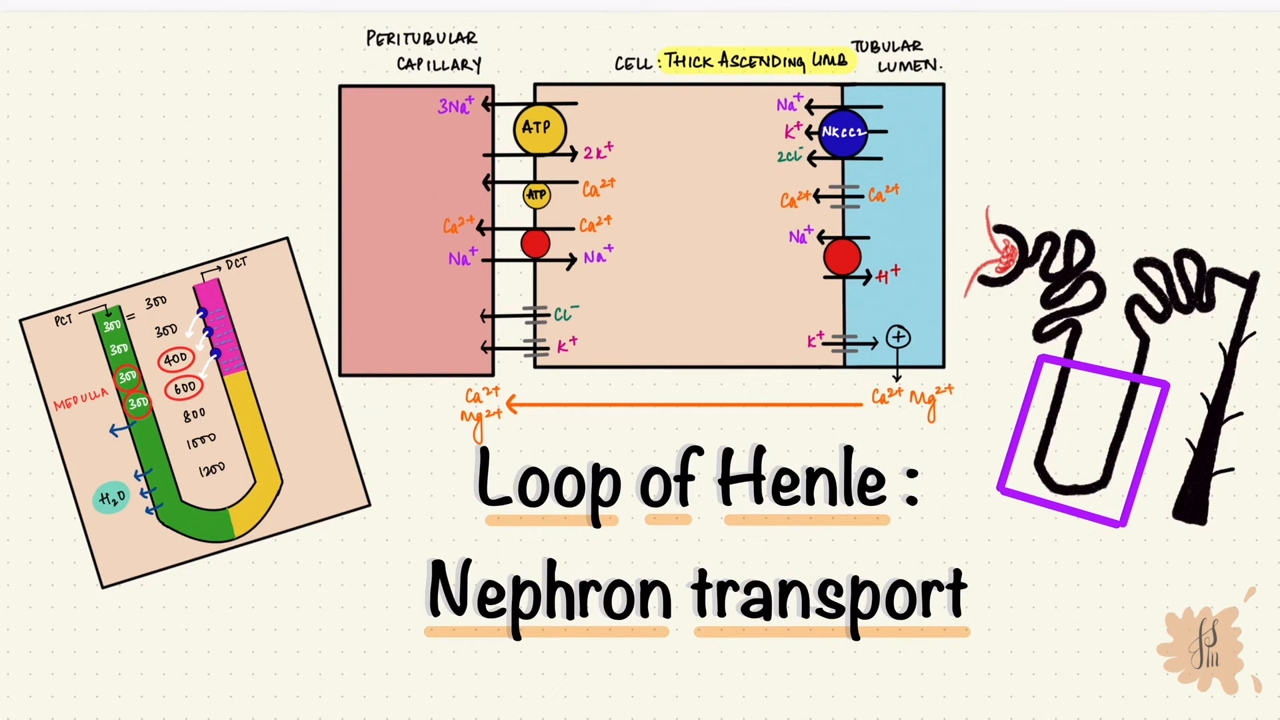 PERITUBULAR
CAPILLARY
CELL: THICK ASCENDING LIMB
TUBULAR
LUMEN.
3Na⁺
ATP
2K⁺
Ca²⁺
ATP
Ca²⁺
Ca²⁺
Na⁺
Na⁺
Cl⁻
K⁺
Na⁺
K⁺
NKCC2
2Cl⁻
Ca²⁺
Ca²⁺
Na⁺
H⁺
K⁺
+
Ca²⁺
Mg²⁺
Ca²⁺ Mg²⁺
PCT
DCT
300 = 300
300
300
400
300
600
300
800
1000
1200
MEDULLA
H₂O
Loop of Henle :
Nephron transport